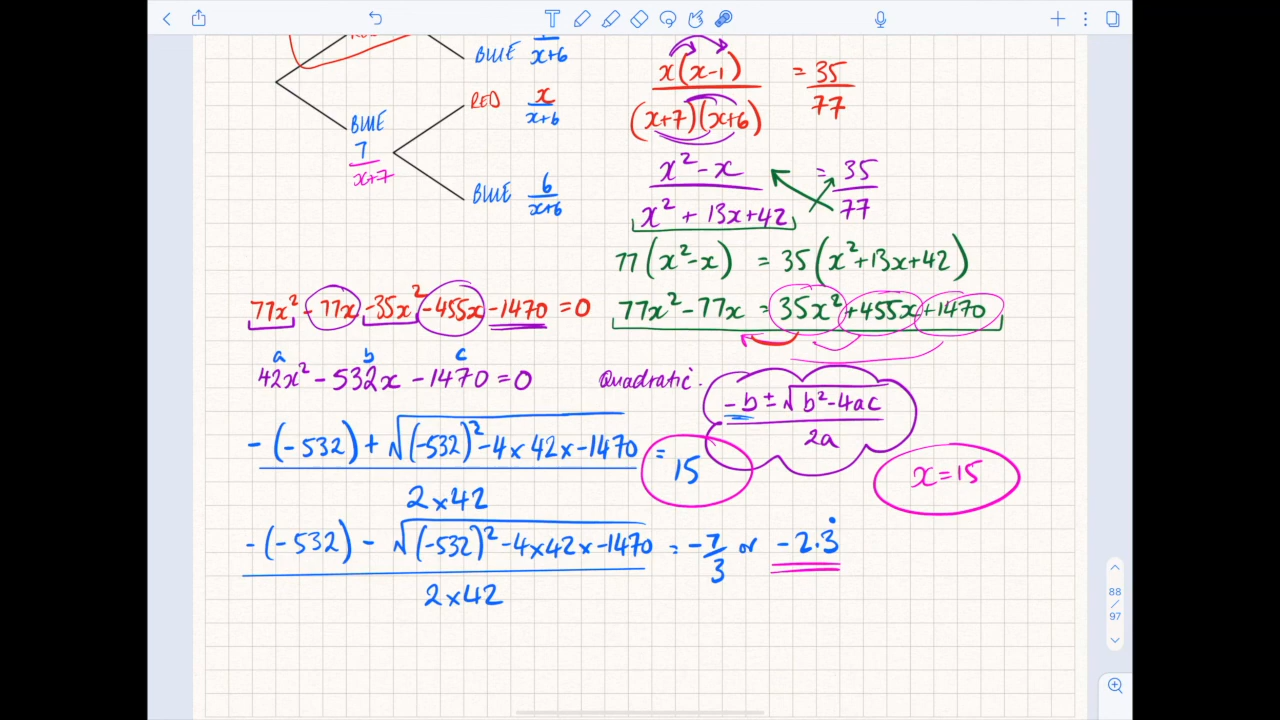 BLUE x+6
RED x/x+6
BLUE 7/x+7
BLUE 6/x+6
x(x-1)/(x+7)(x+6) = 35/77
x² - x/x² + 13x+42 = 35/77
77(x²-x) = 35(x²+13x+42)
77x² - 77x -35x² -455x -1470 = 0
77x² -77x = 35x² +455x +1470
a b c
42x² - 532x -1470 = 0
Quadratic.
-b ± √b²-4ac/2a
-(-532) + √(-532)² -4×42×-1470/2×42 = 15
x=15
-(-532) - √(-532)² -4×42×-1470/2×42 = -7/3 or -2.3̇
88
/
97